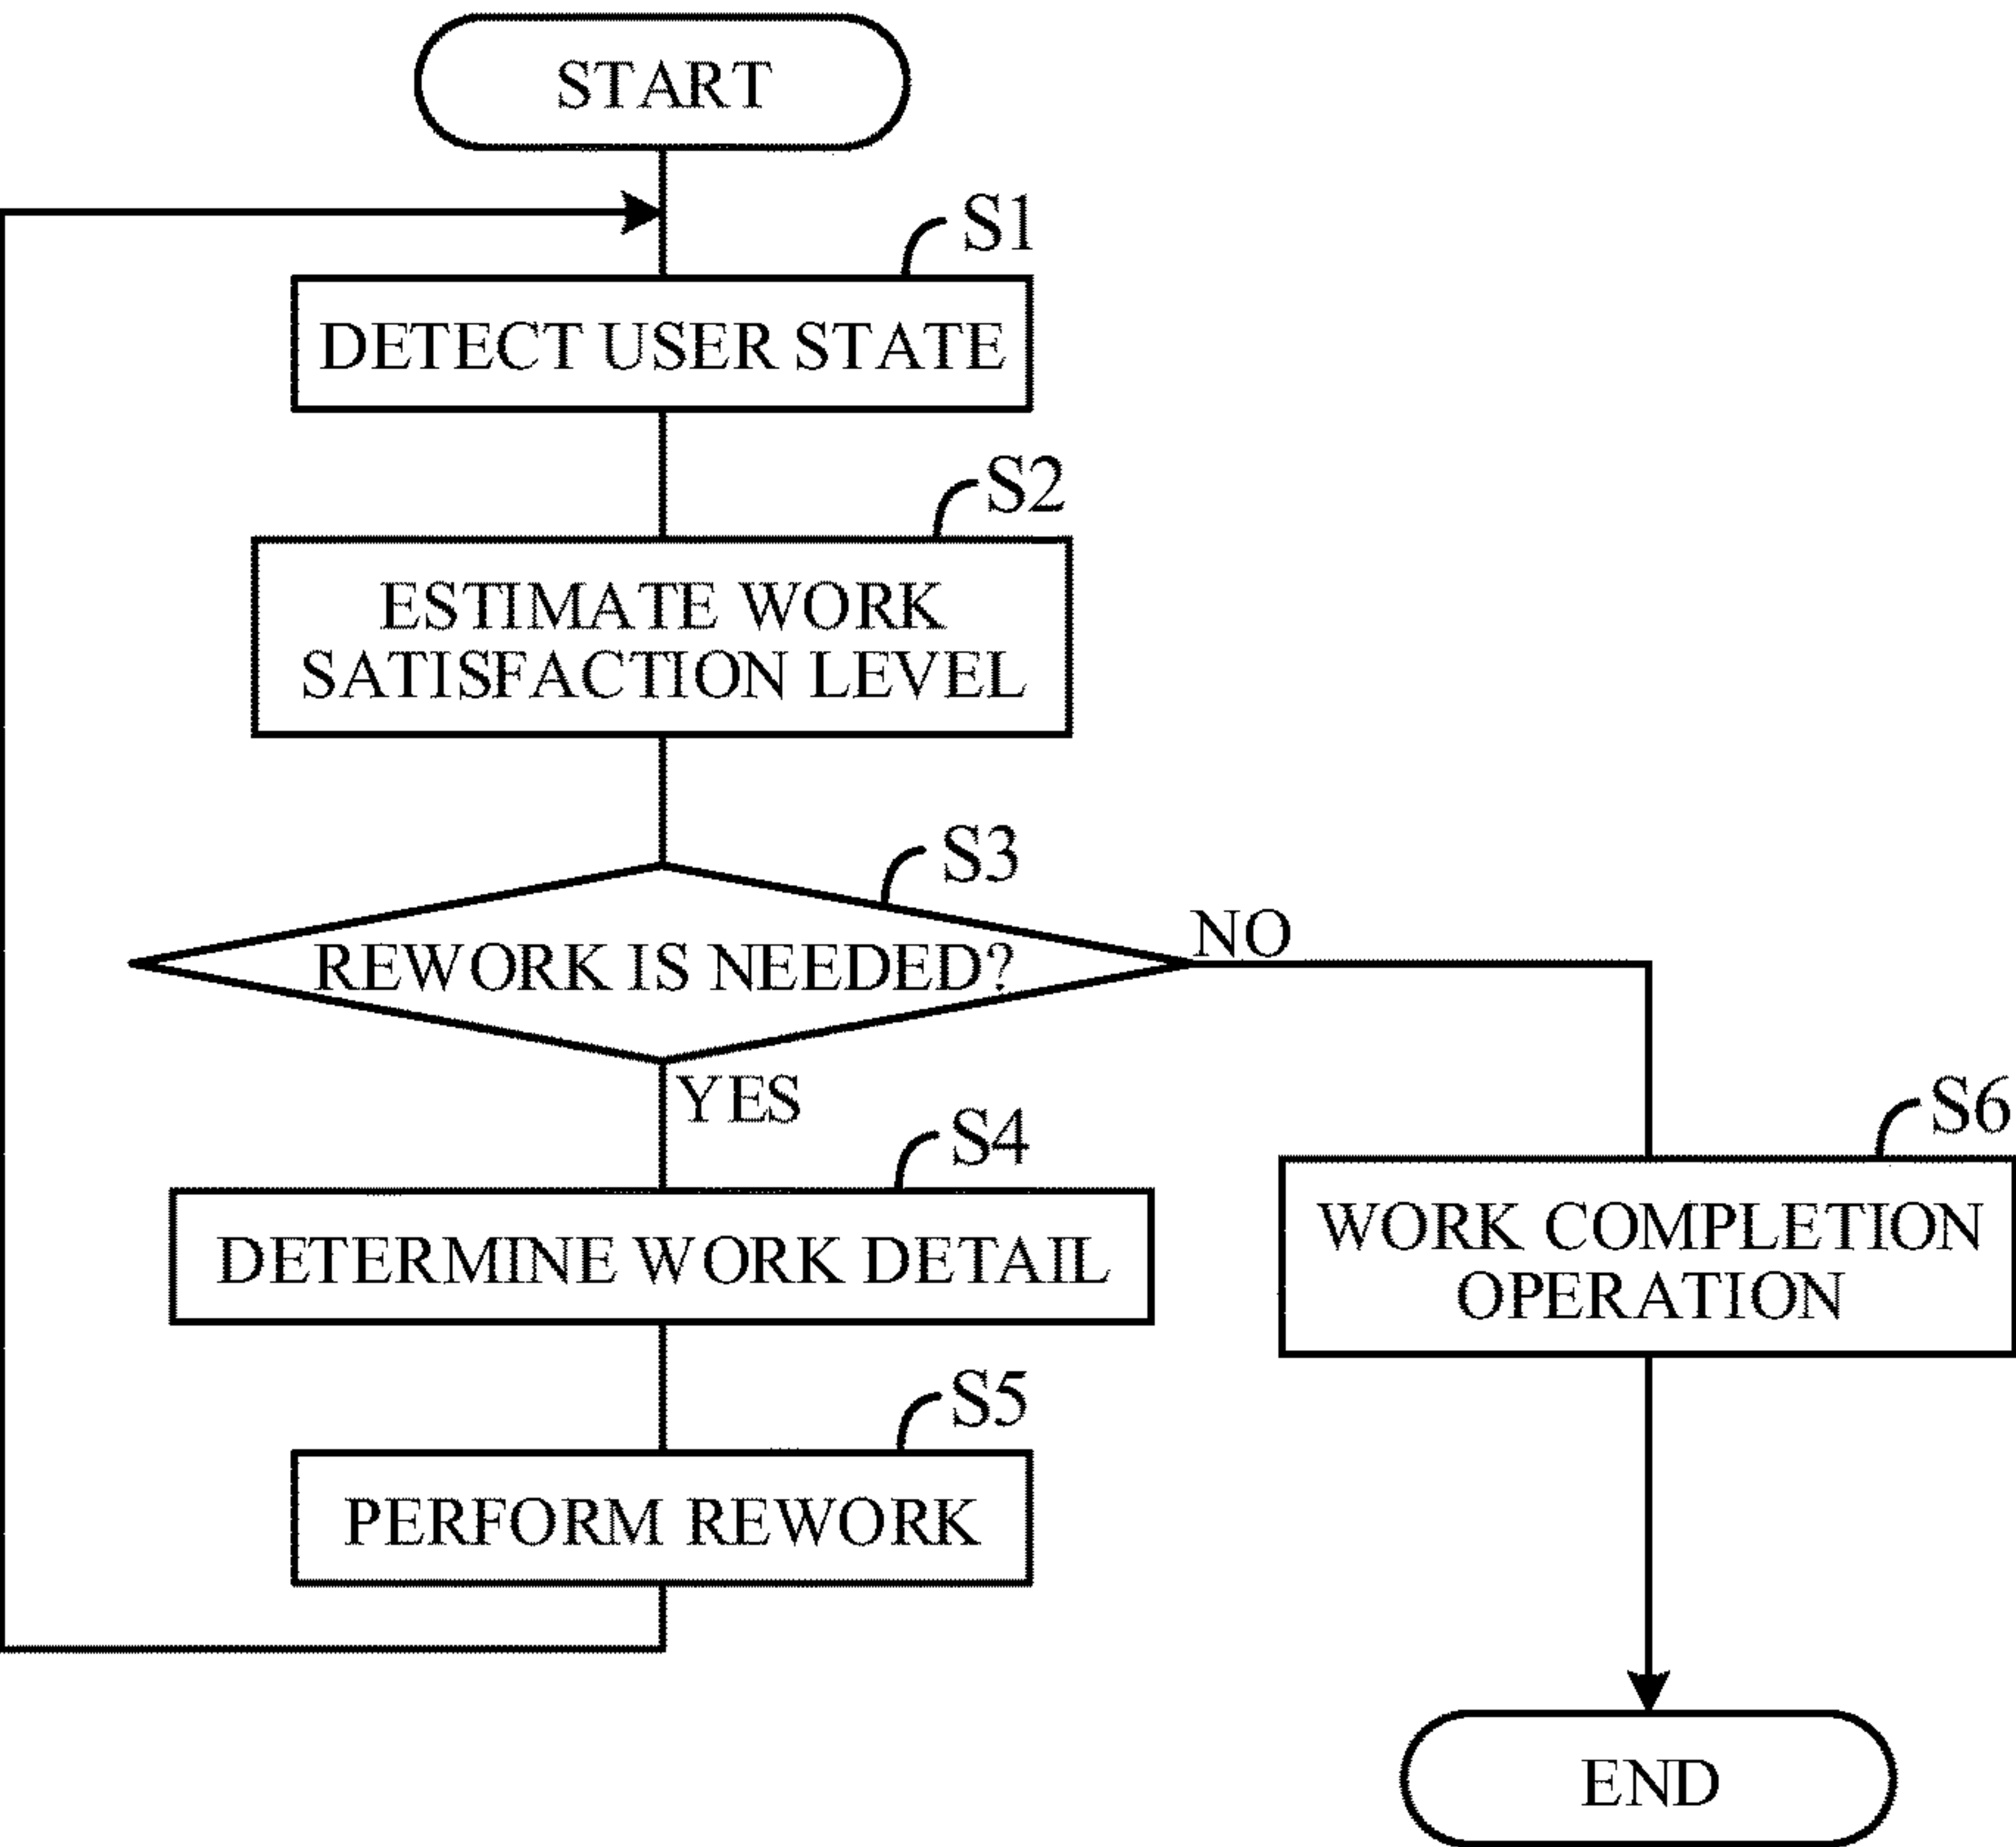 START
S1
DETECT USER STATE
S2
ESTIMATE WORK
SATISFACTION LEVEL
S3
REWORK IS NEEDED?
NO
YES
S4
DETERMINE WORK DETAIL
S5
PERFORM REWORK
S6
WORK COMPLETION
OPERATION
END